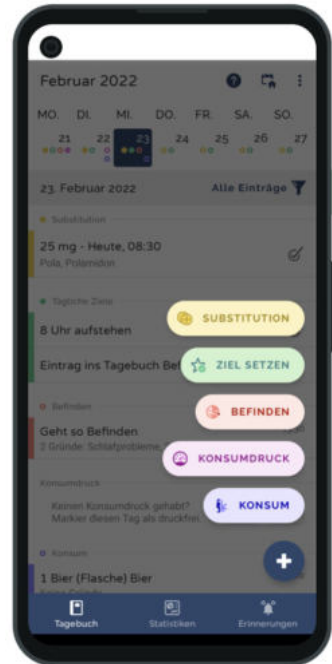 Februar 2022
MO. DI. MI. DO. FR. SA. SO.
21 22 23 24 25 26 27
23. Februar 2022 Alle Einträge
Substitution
25 mg - Heute, 08:30
Pola, Polamidon
Tägliche Ziele
SUBSTITUTION
8 Uhr aufstehen
ZIEL SETZEN
Eintrag ins Tagebuch Bef
Befinden
BEFINDEN
Geht so Befinden
2 Gründe: Schlafprobleme,
KONSUMDRUCK
Konsumdruck
Keinen Konsumdruck gehabt?
Markier diesen Tag als druckfrei.
KONSUM
Konsum
1 Bier (Flasche) Bier
Tagebuch Statistiken Erinnerungen